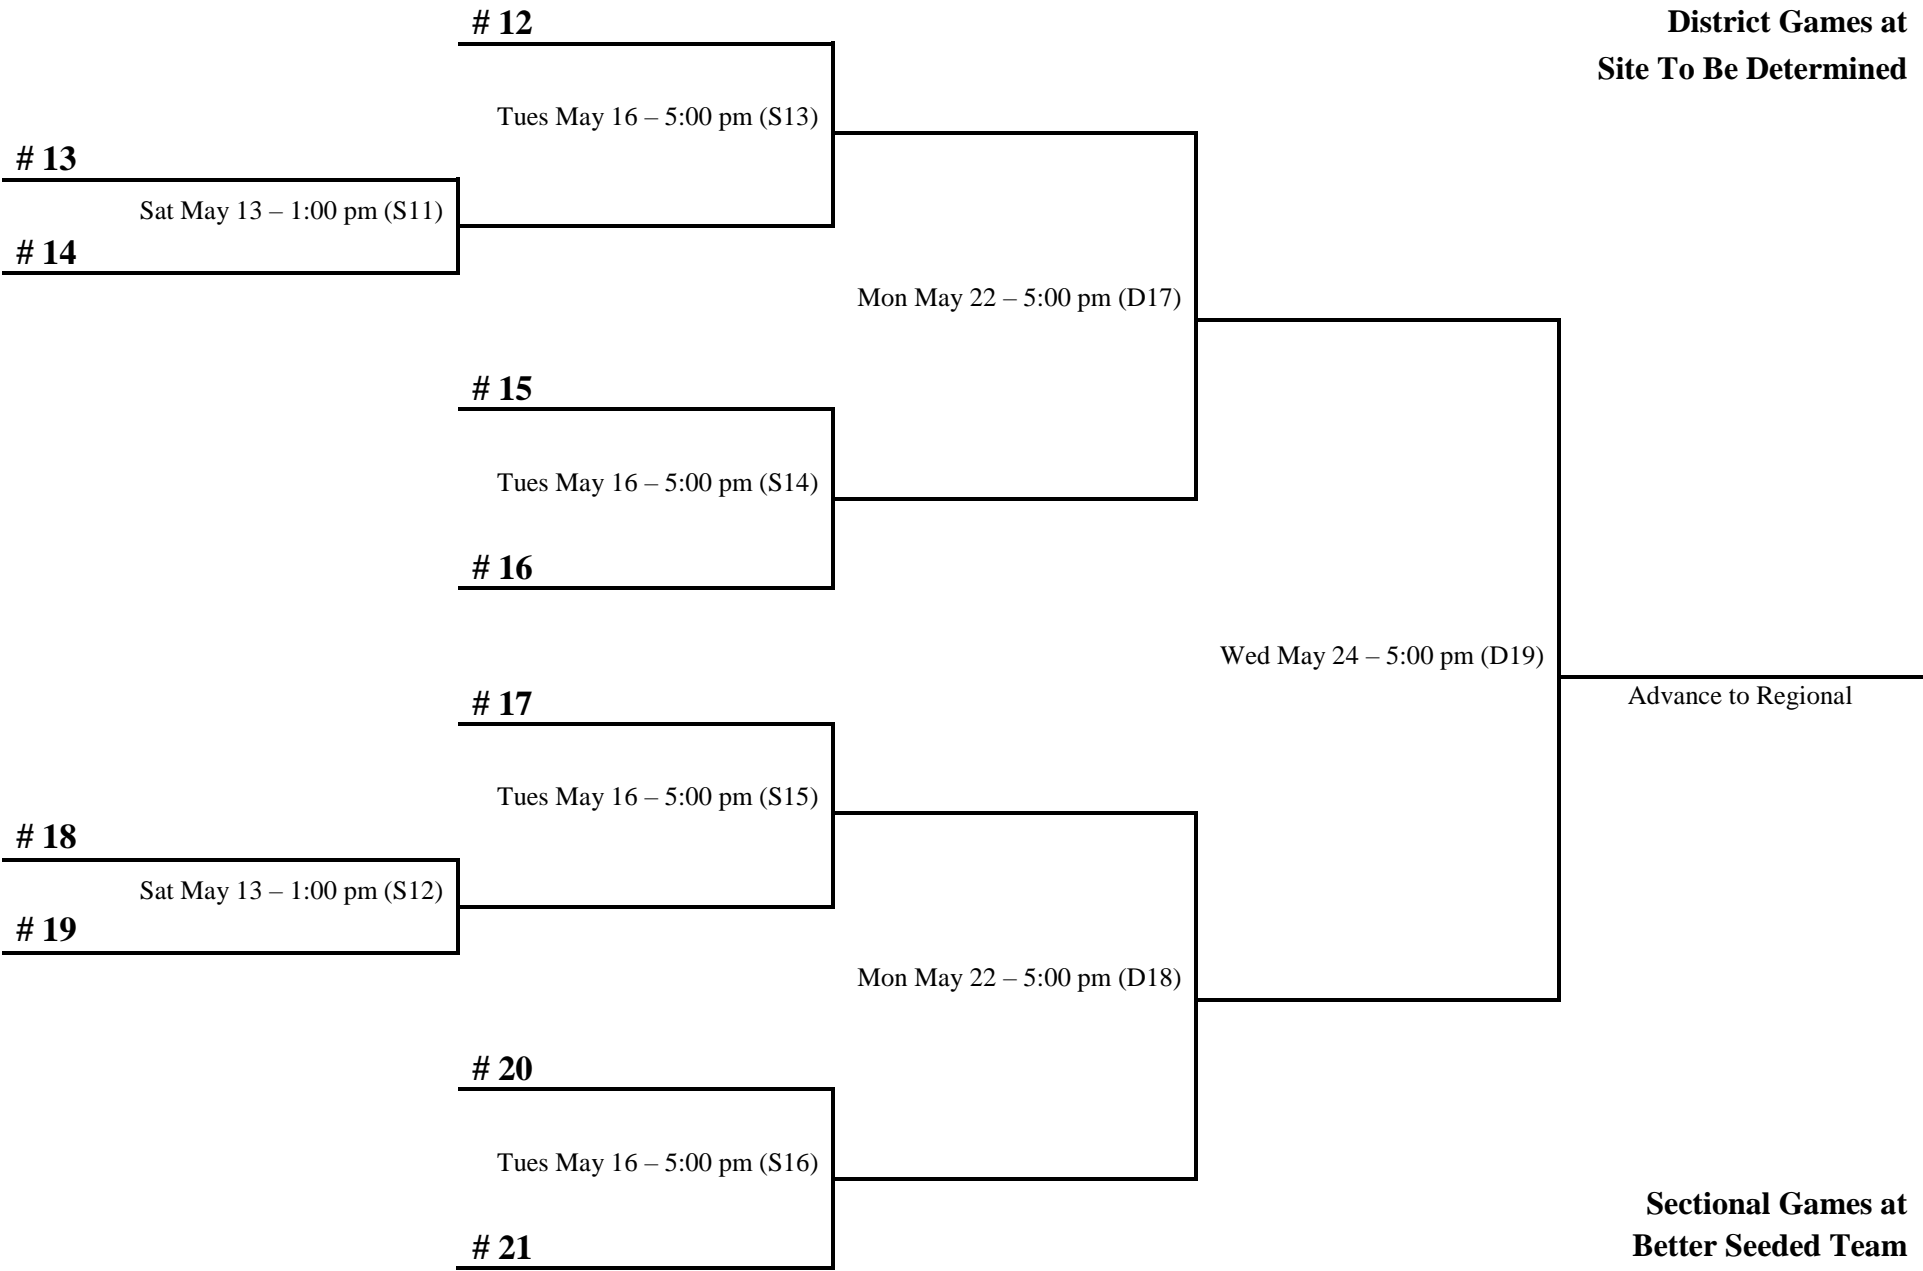 # 12
District Games at
Site To Be Determined
Tues May 16 – 5:00 pm (S13)
# 13
Sat May 13 – 1:00 pm (S11)
# 14
Mon May 22 – 5:00 pm (D17)
# 15
Tues May 16 – 5:00 pm (S14)
# 16
Wed May 24 – 5:00 pm (D19)
Advance to Regional
# 17
Tues May 16 – 5:00 pm (S15)
# 18
Sat May 13 – 1:00 pm (S12)
# 19
Mon May 22 – 5:00 pm (D18)
# 20
Tues May 16 – 5:00 pm (S16)
# 21
Sectional Games at
Better Seeded Team